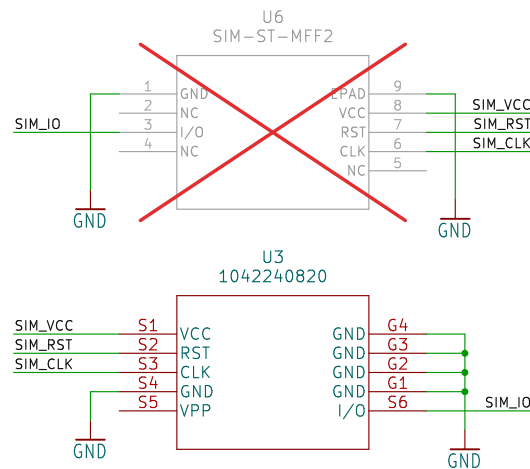 U6
SIM-ST-MFF2
1 GND EPAD 9
2 NC VCC 8 SIM_VCC
SIM_IO 3 I/O RST 7 SIM_RST
4 NC CLK 6 SIM_CLK
NC 5
GND GND
U3
1042240820
SIM_VCC S1 VCC GND G4
SIM_RST S2 RST GND G3
SIM_CLK S3 CLK GND G2
S4 GND GND G1
S5 VPP I/O S6 SIM_IO
GND GND